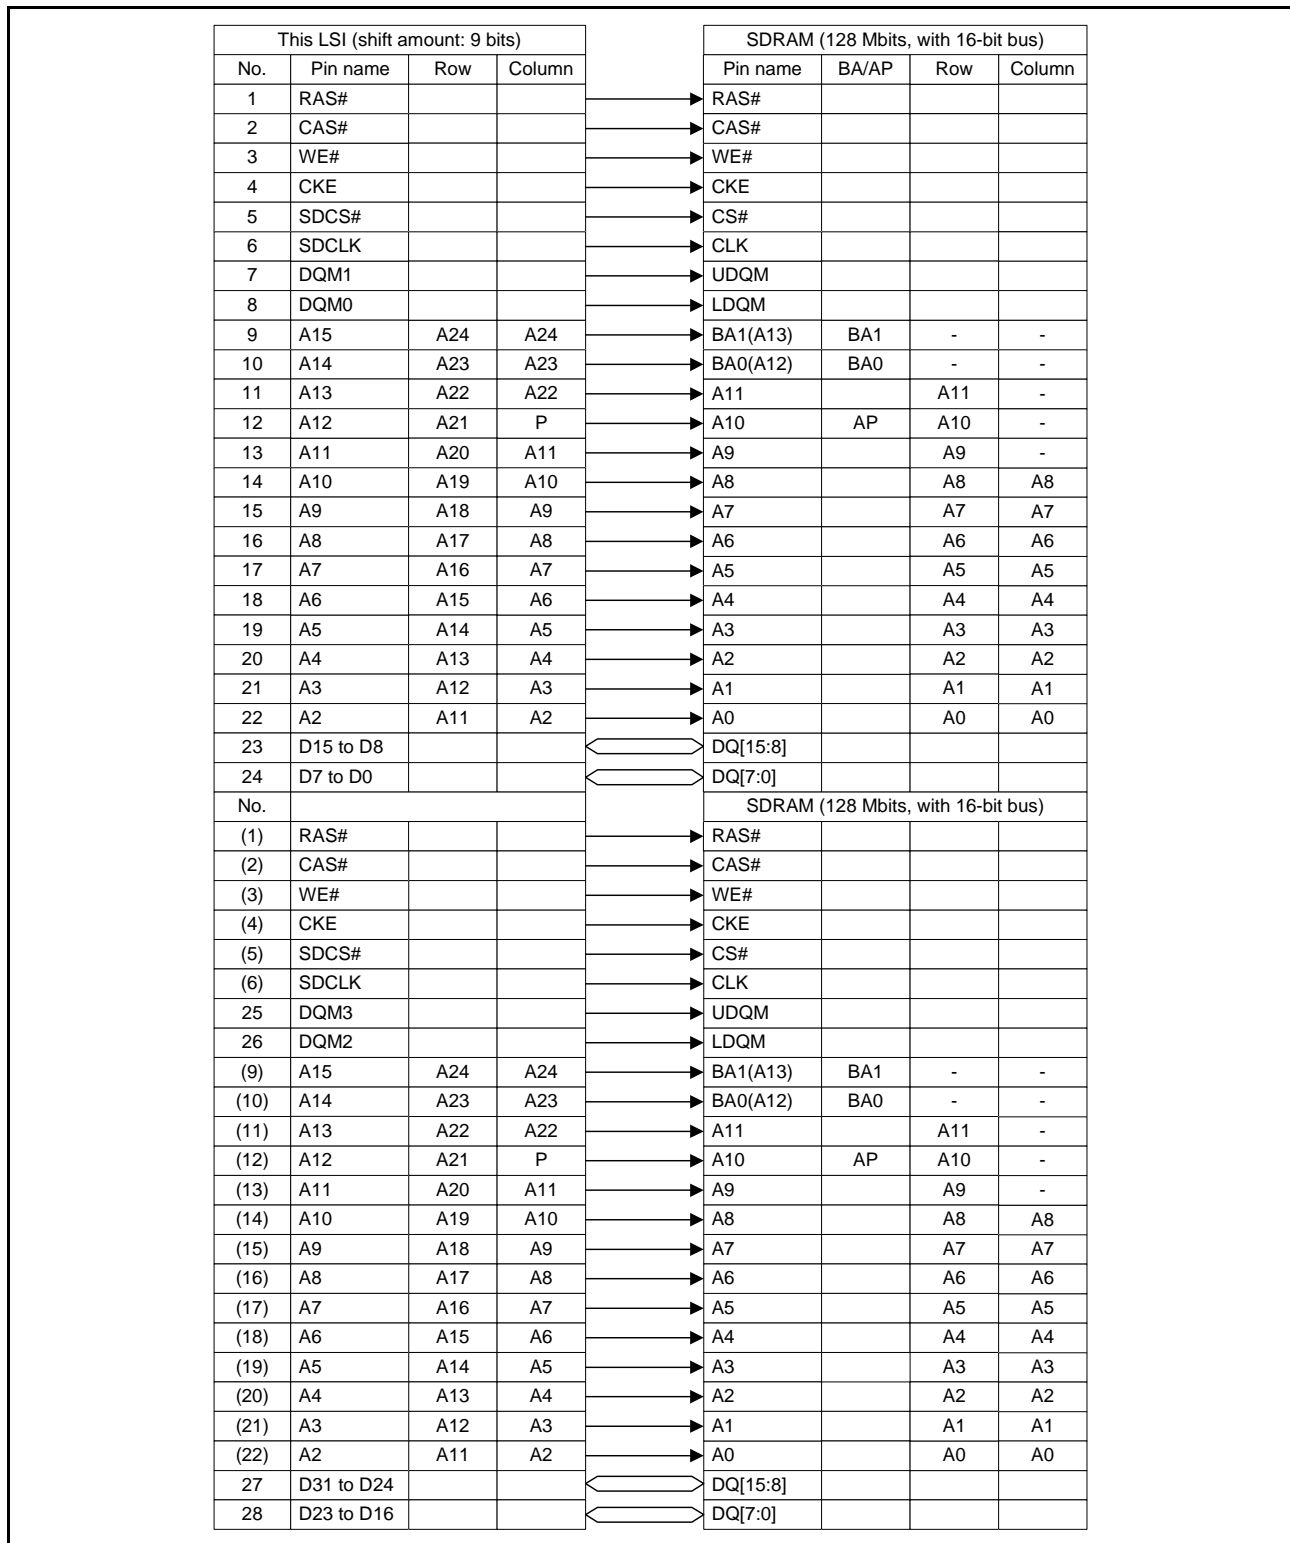 This LSI (shift amount: 9 bits) SDRAM (128 Mbits, with 16-bit bus)
No. Pin name Row Column Pin name BA/AP Row Column
1 RAS# RAS#
2 CAS# CAS#
3 WE# WE#
4 CKE CKE
5 SDCS# CS#
6 SDCLK CLK
7 DQM1 UDQM
8 DQM0 LDQM
9 A15 A24 A24 BA1(A13) BA1 - -
10 A14 A23 A23 BA0(A12) BA0 - -
11 A13 A22 A22 A11 A11 -
12 A12 A21 P A10 AP A10 -
13 A11 A20 A11 A9 A9 -
14 A10 A19 A10 A8 A8 A8
15 A9 A18 A9 A7 A7 A7
16 A8 A17 A8 A6 A6 A6
17 A7 A16 A7 A5 A5 A5
18 A6 A15 A6 A4 A4 A4
19 A5 A14 A5 A3 A3 A3
20 A4 A13 A4 A2 A2 A2
21 A3 A12 A3 A1 A1 A1
22 A2 A11 A2 A0 A0 A0
23 D15 to D8 DQ[15:8]
24 D7 to D0 DQ[7:0]
No. SDRAM (128 Mbits, with 16-bit bus)
(1) RAS# RAS#
(2) CAS# CAS#
(3) WE# WE#
(4) CKE CKE
(5) SDCS# CS#
(6) SDCLK CLK
25 DQM3 UDQM
26 DQM2 LDQM
(9) A15 A24 A24 BA1(A13) BA1 - -
(10) A14 A23 A23 BA0(A12) BA0 - -
(11) A13 A22 A22 A11 A11 -
(12) A12 A21 P A10 AP A10 -
(13) A11 A20 A11 A9 A9 -
(14) A10 A19 A10 A8 A8 A8
(15) A9 A18 A9 A7 A7 A7
(16) A8 A17 A8 A6 A6 A6
(17) A7 A16 A7 A5 A5 A5
(18) A6 A15 A6 A4 A4 A4
(19) A5 A14 A5 A3 A3 A3
(20) A4 A13 A4 A2 A2 A2
(21) A3 A12 A3 A1 A1 A1
(22) A2 A11 A2 A0 A0 A0
27 D31 to D24 DQ[15:8]
28 D23 to D16 DQ[7:0]